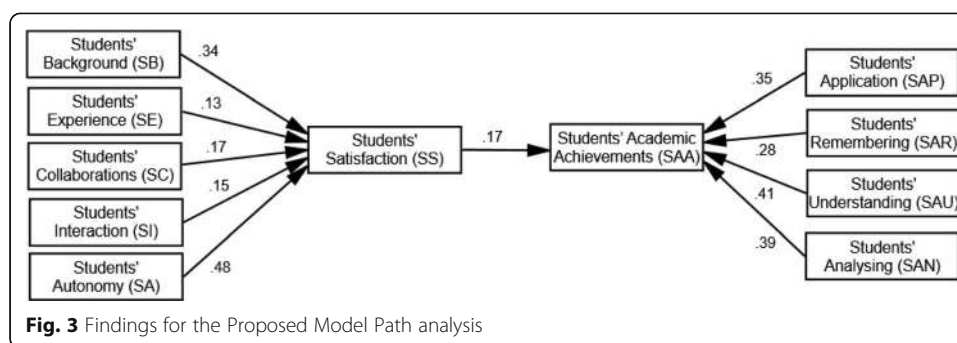 Students'
Background (SB)
Students'
Experience (SE)
Students'
Collaborations (SC)
Students'
Interaction (SI)
Students'
Autonomy (SA)
.34
.13
.17
.15
.48
Students'
Satisfaction (SS)
.17
Students' Academic
Achievements (SAA)
.35
.28
.41
.39
Students'
Application (SAP)
Students'
Remembering (SAR)
Students'
Understanding (SAU)
Students'
Analysing (SAN)
Fig. 3 Findings for the Proposed Model Path analysis